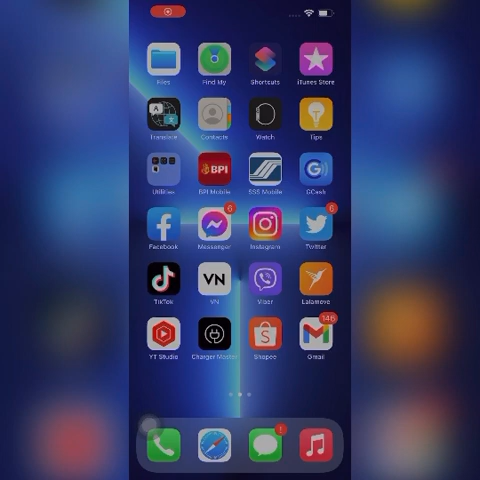 Files Find My Shortcuts iTunes Store
A
Translate Contacts Watch Tips
BPI
Utilities BPI Mobile SSS Mobile GCash
6 6
Facebook Messenger Instagram Twitter
VN
TikTok VN Viber Lalamove
146
YT Studio Charger Master Shopee Gmail
!